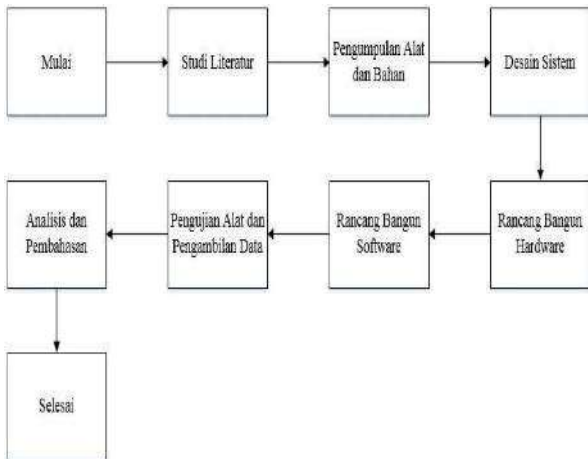 Mulai
Studi Literatur
Pengumpulan Alat
dan Bahan
Desain Sistem
Rancang Bangun
Hardware
Rancang Bangun
Software
Pengujian Alat dan
Pengambilan Data
Analisis dan
Pembahasan
Selesai